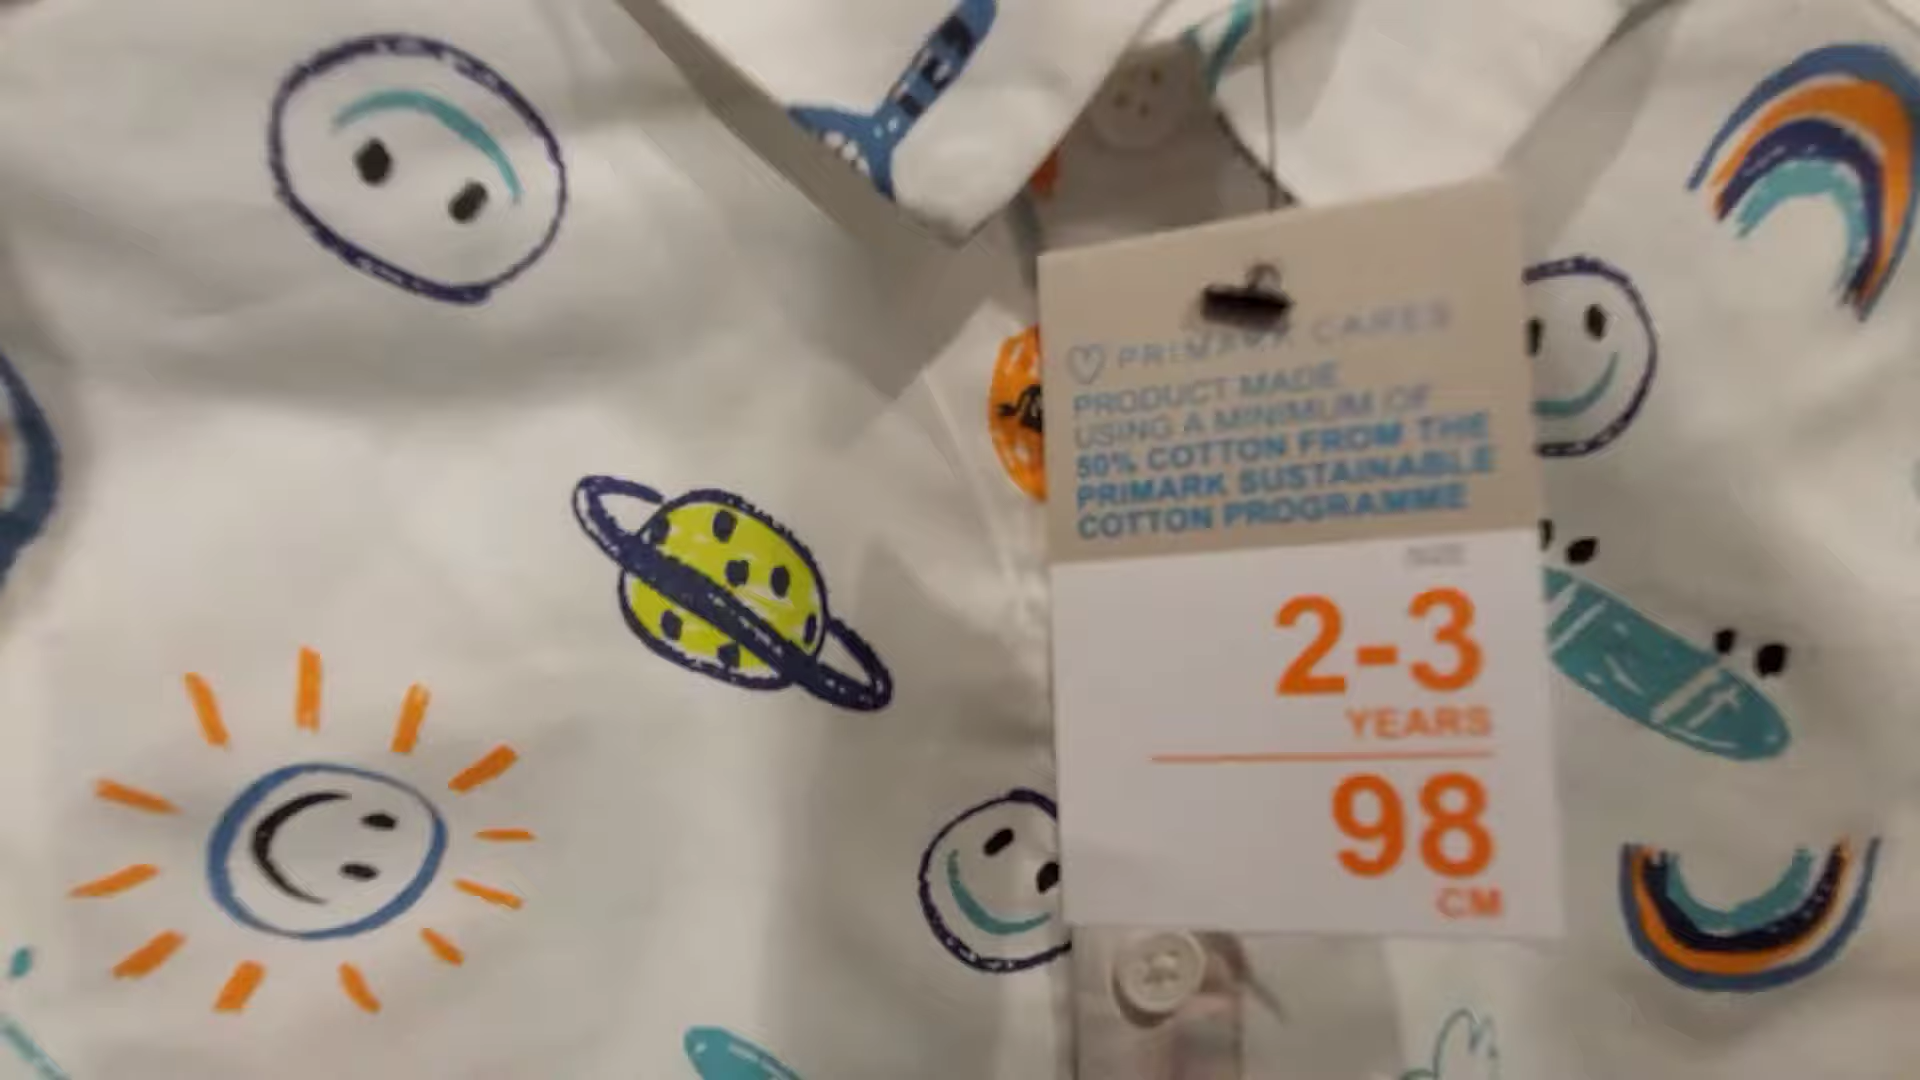 PRIMARK CARES
PRODUCT MADE
USING A MINIMUM OF
50% COTTON FROM THE
PRIMARK SUSTAINABLE
COTTON PROGRAMME
SIZE
2-3
YEARS
98
CM